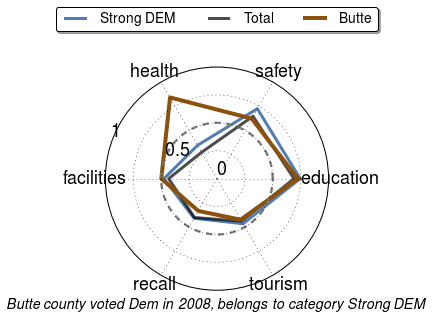 Strong DEM Total Butte
health safety
1
0.5
0
facilities education
recall tourism
Butte county voted Dem in 2008, belongs to category Strong DEM